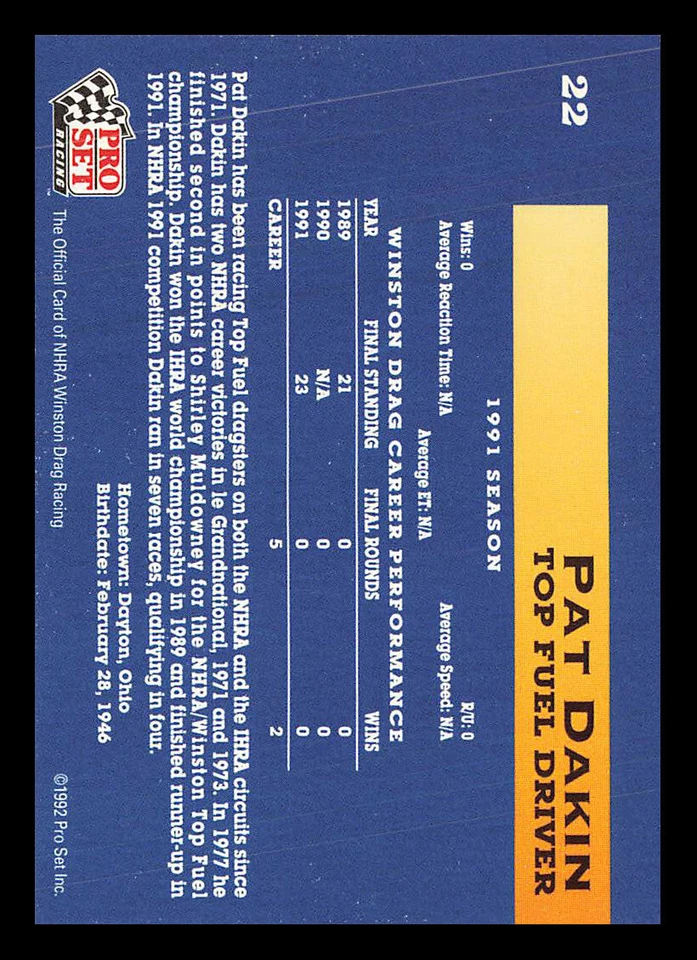 22
PAT DAKIN
TOP FUEL DRIVER
1991 SEASON
Wins: 0 R/U: 0
Average Reaction Time: N/A Average ET: N/A Average Speed: N/A
WINSTON DRAG CAREER PERFORMANCE
YEAR FINAL STANDING FINAL ROUNDS WINS
1989 21 0 0
1990 N/A 0 0
1991 23 0 0
CAREER 5 2
Pat Dakin has been racing Top Fuel dragsters on both the NHRA and the IHRA circuits since
1971. Dakin has two NHRA career victories in le Grandnational, 1971 and 1973. In 1977 he
finished second in points to Shirley Muldowney for the NHRA/Winston Top Fuel
championship. Dakin won the IHRA world championship in 1989 and finished runner-up in
1991. In NHRA 1991 competition Dakin ran in seven races, qualifying in four.
Hometown: Dayton, Ohio
Birthdate: February 28, 1946
PRO
SET
RACING
™ The Official Card of NHRA Winston Drag Racing ©1992 Pro Set Inc.